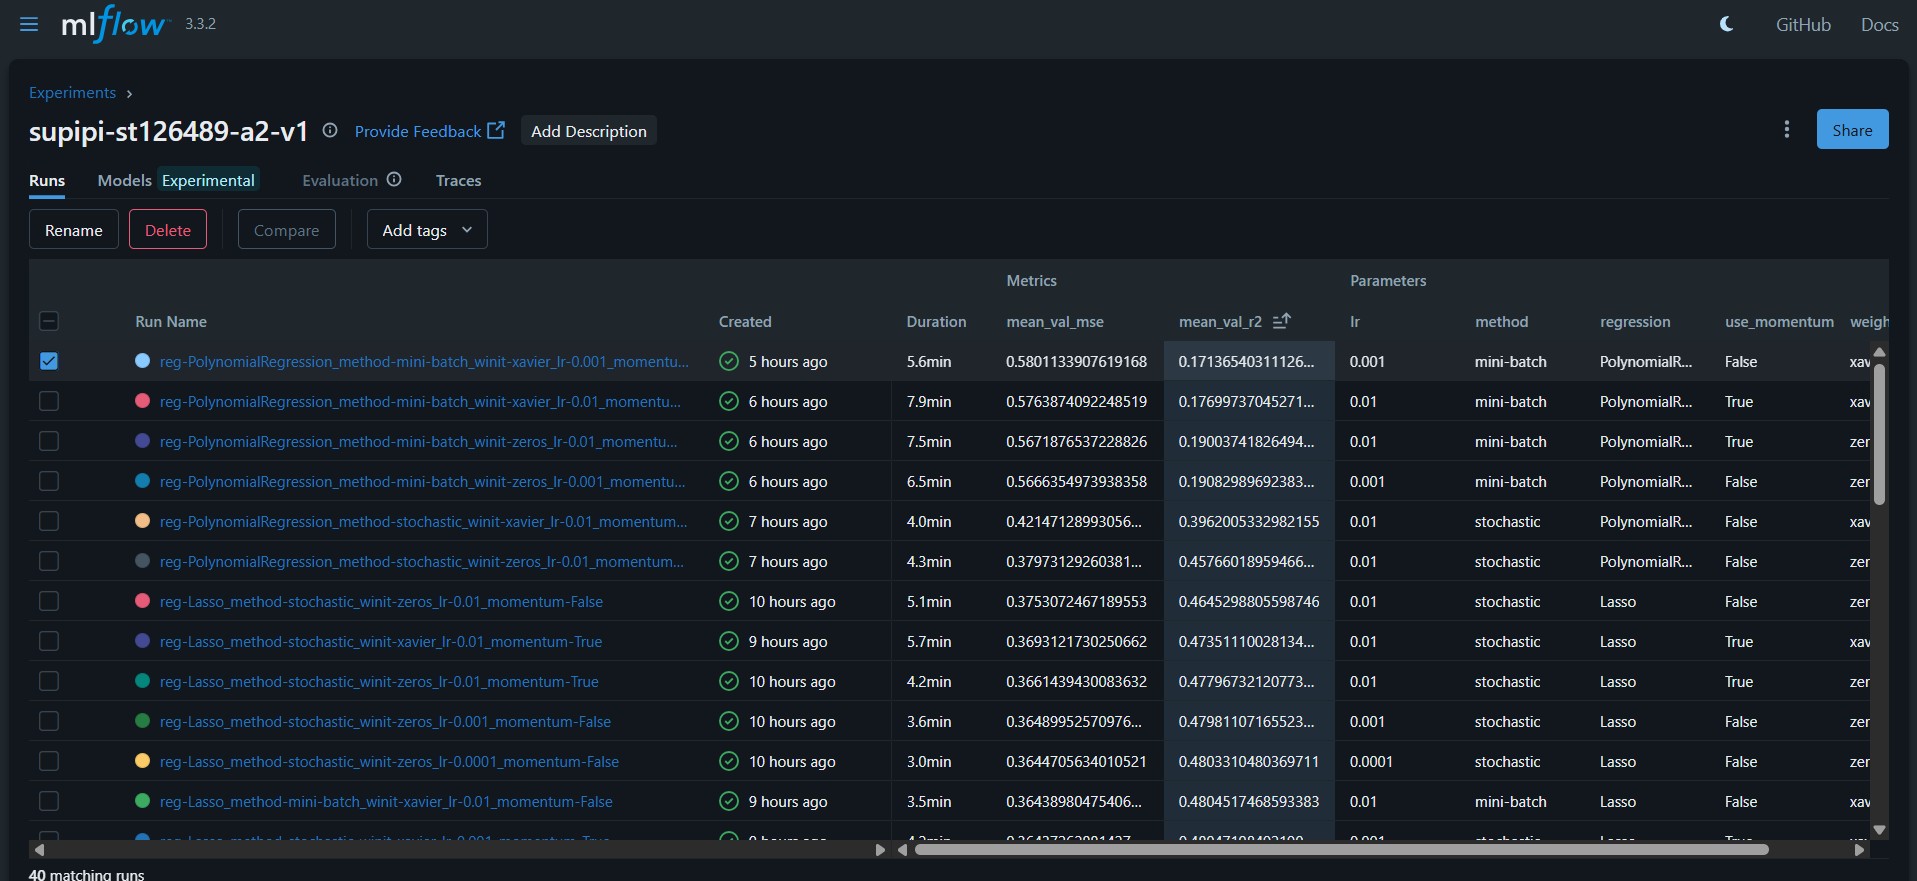 mlflow 3.3.2 GitHub Docs
Experiments
supipi-st126489-a2-v1 Provide Feedback Add Description Share
Runs Models Experimental Evaluation Traces
Rename Delete Compare Add tags
Metrics Parameters
Run Name Created Duration mean_val_mse mean_val_r2 lr method regression use_momentum weigh
reg-PolynomialRegression_method-mini-batch_winit-xavier_lr-0.001_momentu... 5 hours ago 5.6min 0.5801133907619168 0.17136540311126... 0.001 mini-batch PolynomialR... False xav
reg-PolynomialRegression_method-mini-batch_winit-xavier_lr-0.01_momentu... 6 hours ago 7.9min 0.5763874092248519 0.17699737045271... 0.01 mini-batch PolynomialR... True xav
reg-PolynomialRegression_method-mini-batch_winit-zeros_lr-0.01_momentu... 6 hours ago 7.5min 0.5671876537228826 0.19003741826494... 0.01 mini-batch PolynomialR... True zer
reg-PolynomialRegression_method-mini-batch_winit-zeros_lr-0.001_momentu... 6 hours ago 6.5min 0.5666354973938358 0.19082989692383... 0.001 mini-batch PolynomialR... False zer
reg-PolynomialRegression_method-stochastic_winit-xavier_lr-0.01_momentum... 7 hours ago 4.0min 0.42147128993056... 0.3962005332982155 0.01 stochastic PolynomialR... False xav
reg-PolynomialRegression_method-stochastic_winit-zeros_lr-0.01_momentum... 7 hours ago 4.3min 0.37973129260381... 0.45766018959466... 0.01 stochastic PolynomialR... False zer
reg-Lasso_method-stochastic_winit-zeros_lr-0.01_momentum-False 10 hours ago 5.1min 0.3753072467189553 0.4645298805598746 0.01 stochastic Lasso False zer
reg-Lasso_method-stochastic_winit-xavier_lr-0.01_momentum-True 9 hours ago 5.7min 0.3693121730250662 0.47351110028134... 0.01 stochastic Lasso True xav
reg-Lasso_method-stochastic_winit-zeros_lr-0.01_momentum-True 10 hours ago 4.2min 0.3661439430083632 0.47796732120773... 0.01 stochastic Lasso True zer
reg-Lasso_method-stochastic_winit-zeros_lr-0.001_momentum-False 10 hours ago 3.6min 0.36489952570976... 0.47981107165523... 0.001 stochastic Lasso False zer
reg-Lasso_method-stochastic_winit-zeros_lr-0.0001_momentum-False 10 hours ago 3.0min 0.3644705634010521 0.4803310480369711 0.0001 stochastic Lasso False zer
reg-Lasso_method-mini-batch_winit-xavier_lr-0.01_momentum-False 9 hours ago 3.5min 0.36438980475406... 0.4804517468593383 0.01 mini-batch Lasso False xav
40 matching runs